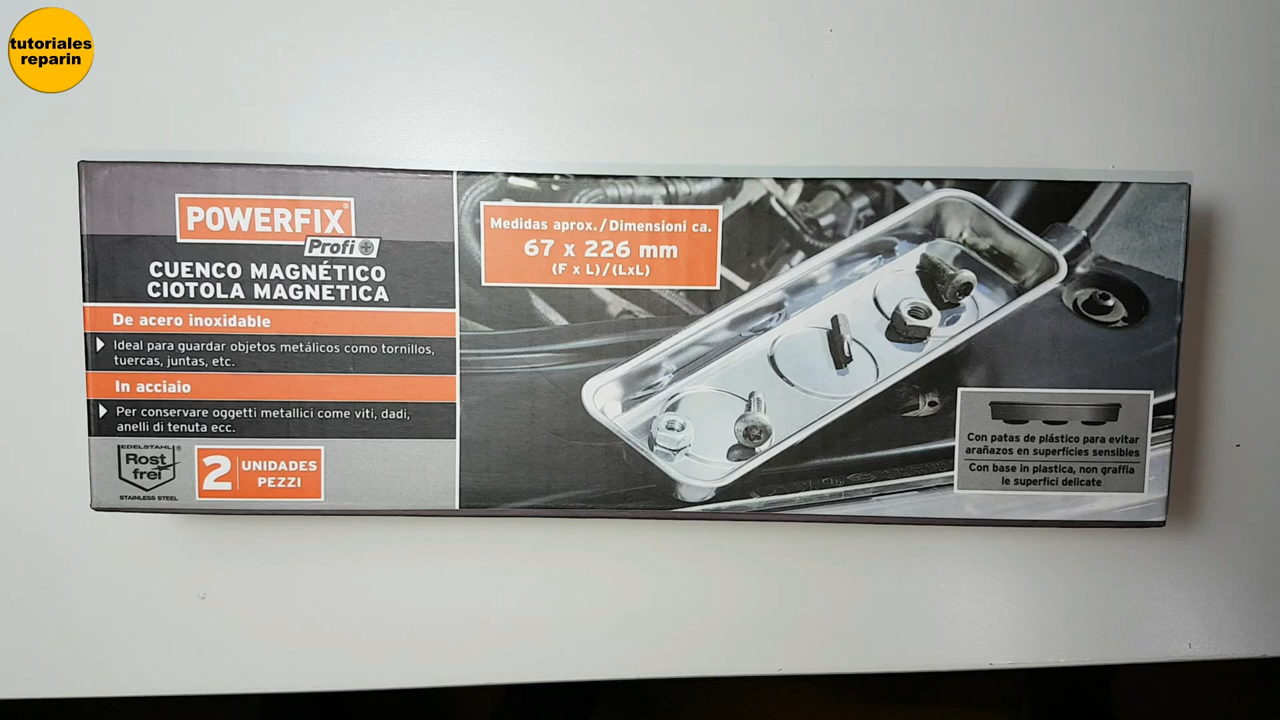 tutoriales
reparin
POWERFIX®
Profi+
CUENCO MAGNÉTICO
CIOTOLA MAGNETICA
De acero inoxidable
Ideal para guardar objetos metálicos como tornillos,
tuercas, juntas, etc.
In acciaio
Per conservare oggetti metallici come viti, dadi,
anelli di tenuta ecc.
EDELSTAHL®
Rost
frei
STAINLESS STEEL
2 UNIDADES
PEZZI
Medidas aprox./Dimensioni ca.
67 x 226 mm
(F x L)/(LxL)
Con patas de plástico para evitar
arañazos en superficies sensibles
Con base in plastica, non graffia
le superfici delicate